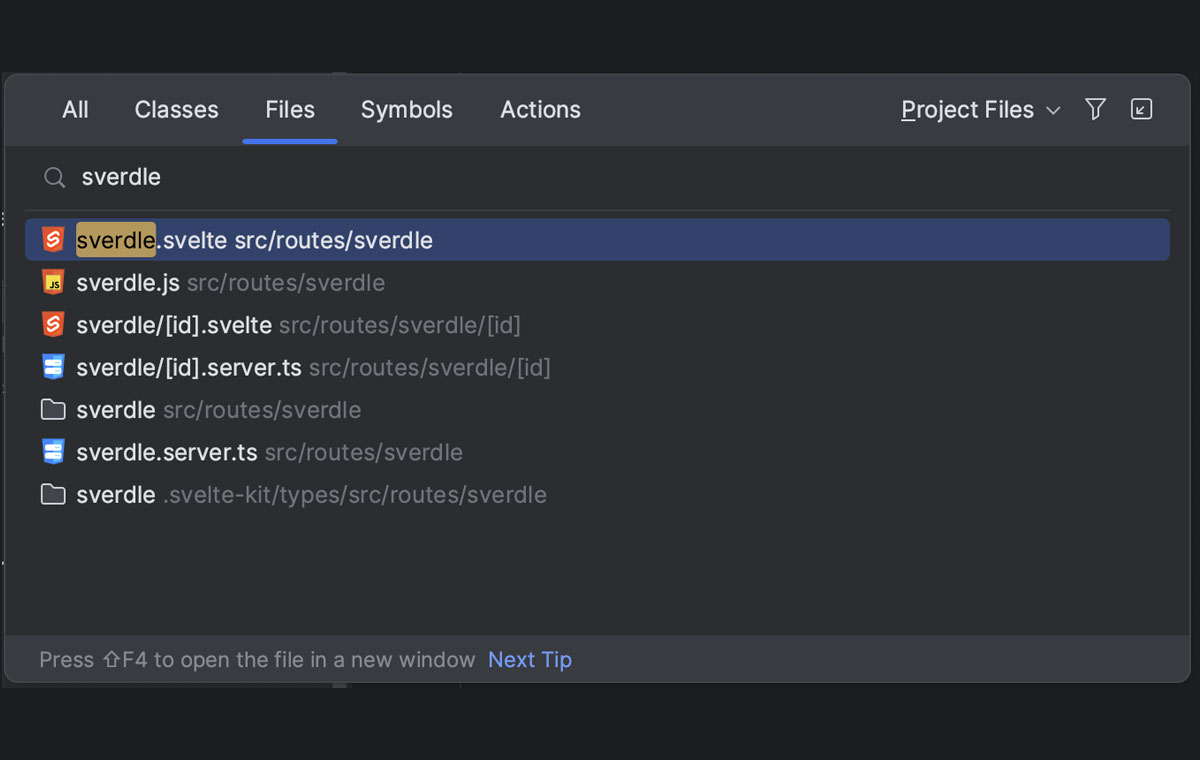 All Classes Files Symbols Actions Project Files
sverdle
sverdle.svelte src/routes/sverdle
JS sverdle.js src/routes/sverdle
sverdle/[id].svelte src/routes/sverdle/[id]
sverdle/[id].server.ts src/routes/sverdle/[id]
sverdle src/routes/sverdle
sverdle.server.ts src/routes/sverdle
sverdle .svelte-kit/types/src/routes/sverdle
Press ⇧F4 to open the file in a new window Next Tip